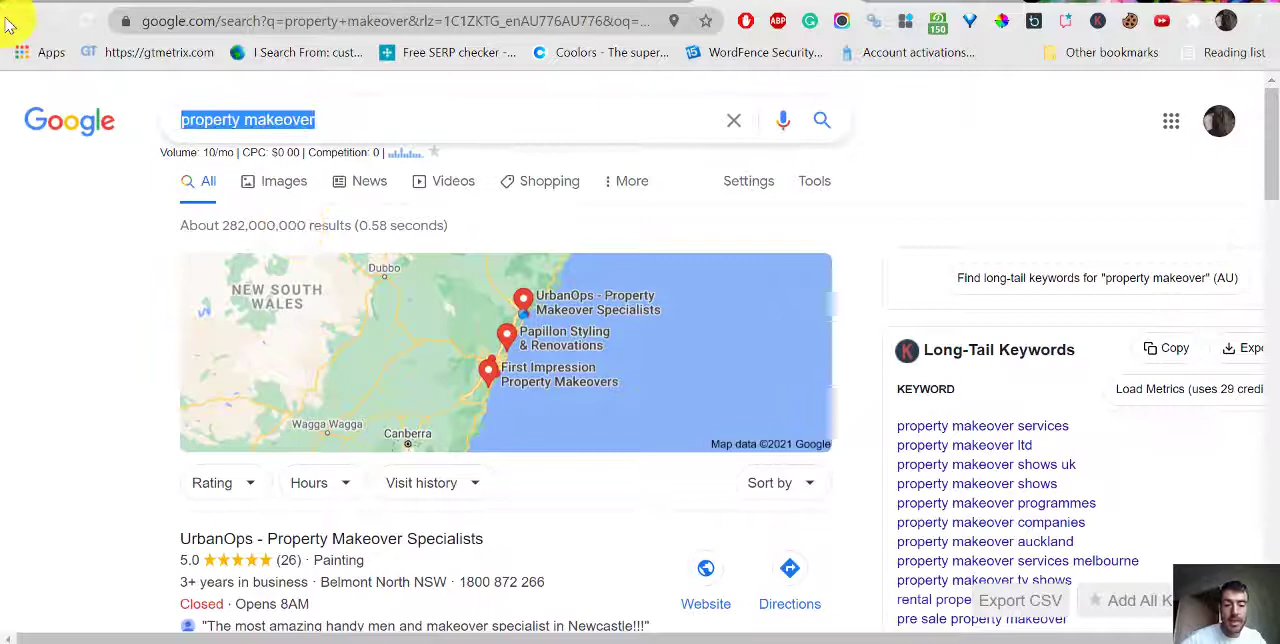 google.com/search?q=property+makeover&rlz=1C1ZKTG_enAU776AU776&oq=...
ABP
150
Apps
GT https://gtmetrix.com
I Search From: cust...
Free SERP checker -...
Coolors - The super...
WordFence Security,...
Account activations...
Other bookmarks
Reading list
Google
property makeover
Volume: 10/mo | CPC: $0.00 | Competition: 0 |
All
Images
News
Videos
Shopping
More
Settings
Tools
About 282,000,000 results (0.58 seconds)
Dubbo
NEW SOUTH
WALES
UrbanOps - Property
Makeover Specialists
Papillon Styling
& Renovations
First Impression
Property Makeovers
Wagga Wagga
Canberra
Map data ©2021 Google
Rating
Hours
Visit history
Sort by
UrbanOps - Property Makeover Specialists
5.0 (26) · Painting
3+ years in business · Belmont North NSW · 1800 872 266
Closed · Opens 8AM
"The most amazing handy men and makeover specialist in Newcastle!!!"
Website
Directions
Find long-tail keywords for "property makeover" (AU)
K Long-Tail Keywords
Copy
Expo
KEYWORD
Load Metrics (uses 29 credi
property makeover services
property makeover ltd
property makeover shows uk
property makeover shows
property makeover programmes
property makeover companies
property makeover auckland
property makeover services melbourne
property makeover tv shows
rental prope
pre sale property makeover
Export CSV
Add All K